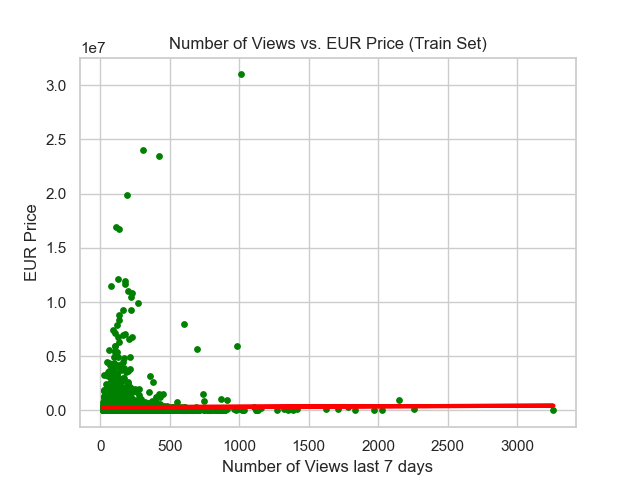 Number of Views vs. EUR Price (Train Set)
1e7
3.0
2.5
2.0
1.5
1.0
0.5
0.0
EUR Price
0 500 1000 1500 2000 2500 3000
Number of Views last 7 days